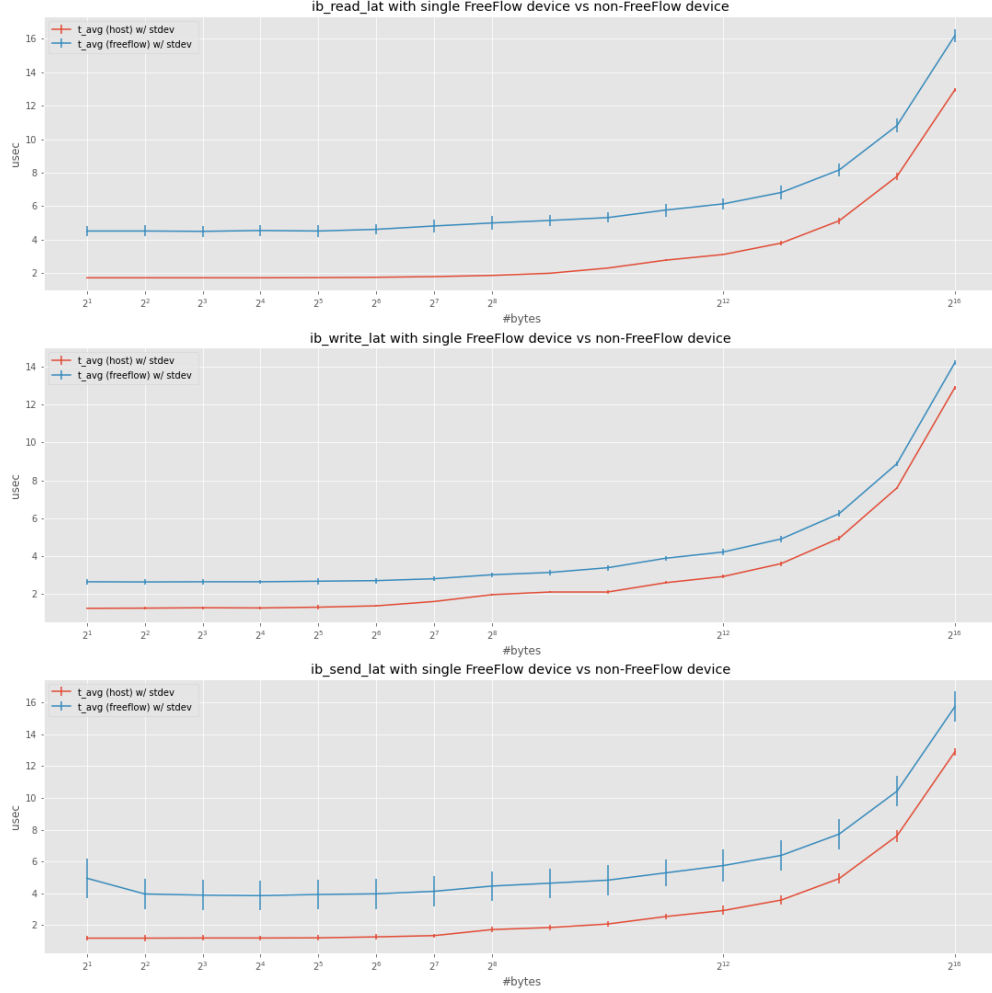 ib_read_lat with single FreeFlow device vs non-FreeFlow device
t_avg (host) w/ stdev
t_avg (freeflow) w/ stdev
16
14
12
10
8
6
4
2
usec
2¹ 2² 2³ 2⁴ 2⁵ 2⁶ 2⁷ 2⁸ 2¹² 2¹⁶
#bytes
ib_write_lat with single FreeFlow device vs non-FreeFlow device
t_avg (host) w/ stdev
t_avg (freeflow) w/ stdev
14
12
10
8
6
4
2
usec
2¹ 2² 2³ 2⁴ 2⁵ 2⁶ 2⁷ 2⁸ 2¹² 2¹⁶
#bytes
ib_send_lat with single FreeFlow device vs non-FreeFlow device
t_avg (host) w/ stdev
t_avg (freeflow) w/ stdev
16
14
12
10
8
6
4
2
usec
2¹ 2² 2³ 2⁴ 2⁵ 2⁶ 2⁷ 2⁸ 2¹² 2¹⁶
#bytes